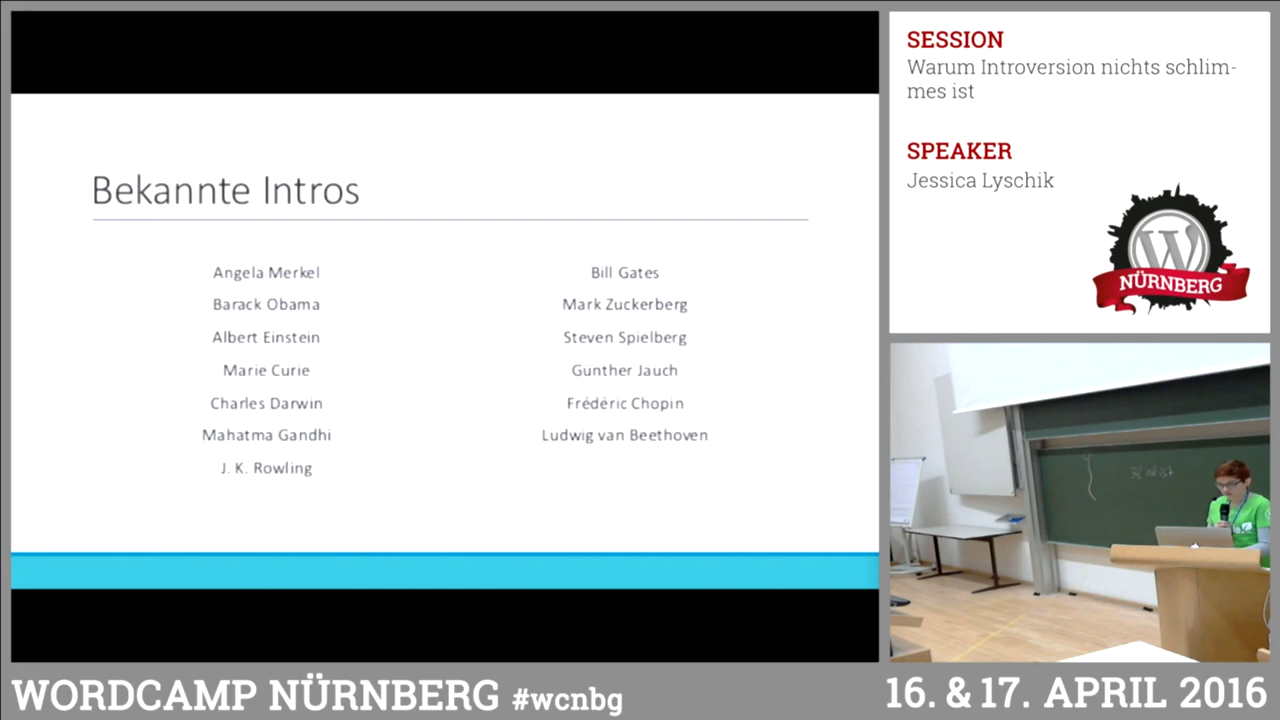 Bekannte Intros
Angela Merkel
Barack Obama
Albert Einstein
Marie Curie
Charles Darwin
Mahatma Gandhi
J. K. Rowling
Bill Gates
Mark Zuckerberg
Steven Spielberg
Gunther Jauch
Frédéric Chopin
Ludwig van Beethoven
SESSION
Warum Introversion nichts schlim-
mes ist
SPEAKER
Jessica Lyschik
W
NÜRNBERG
WORDCAMP NÜRNBERG #wcnbg
16. & 17. APRIL 2016